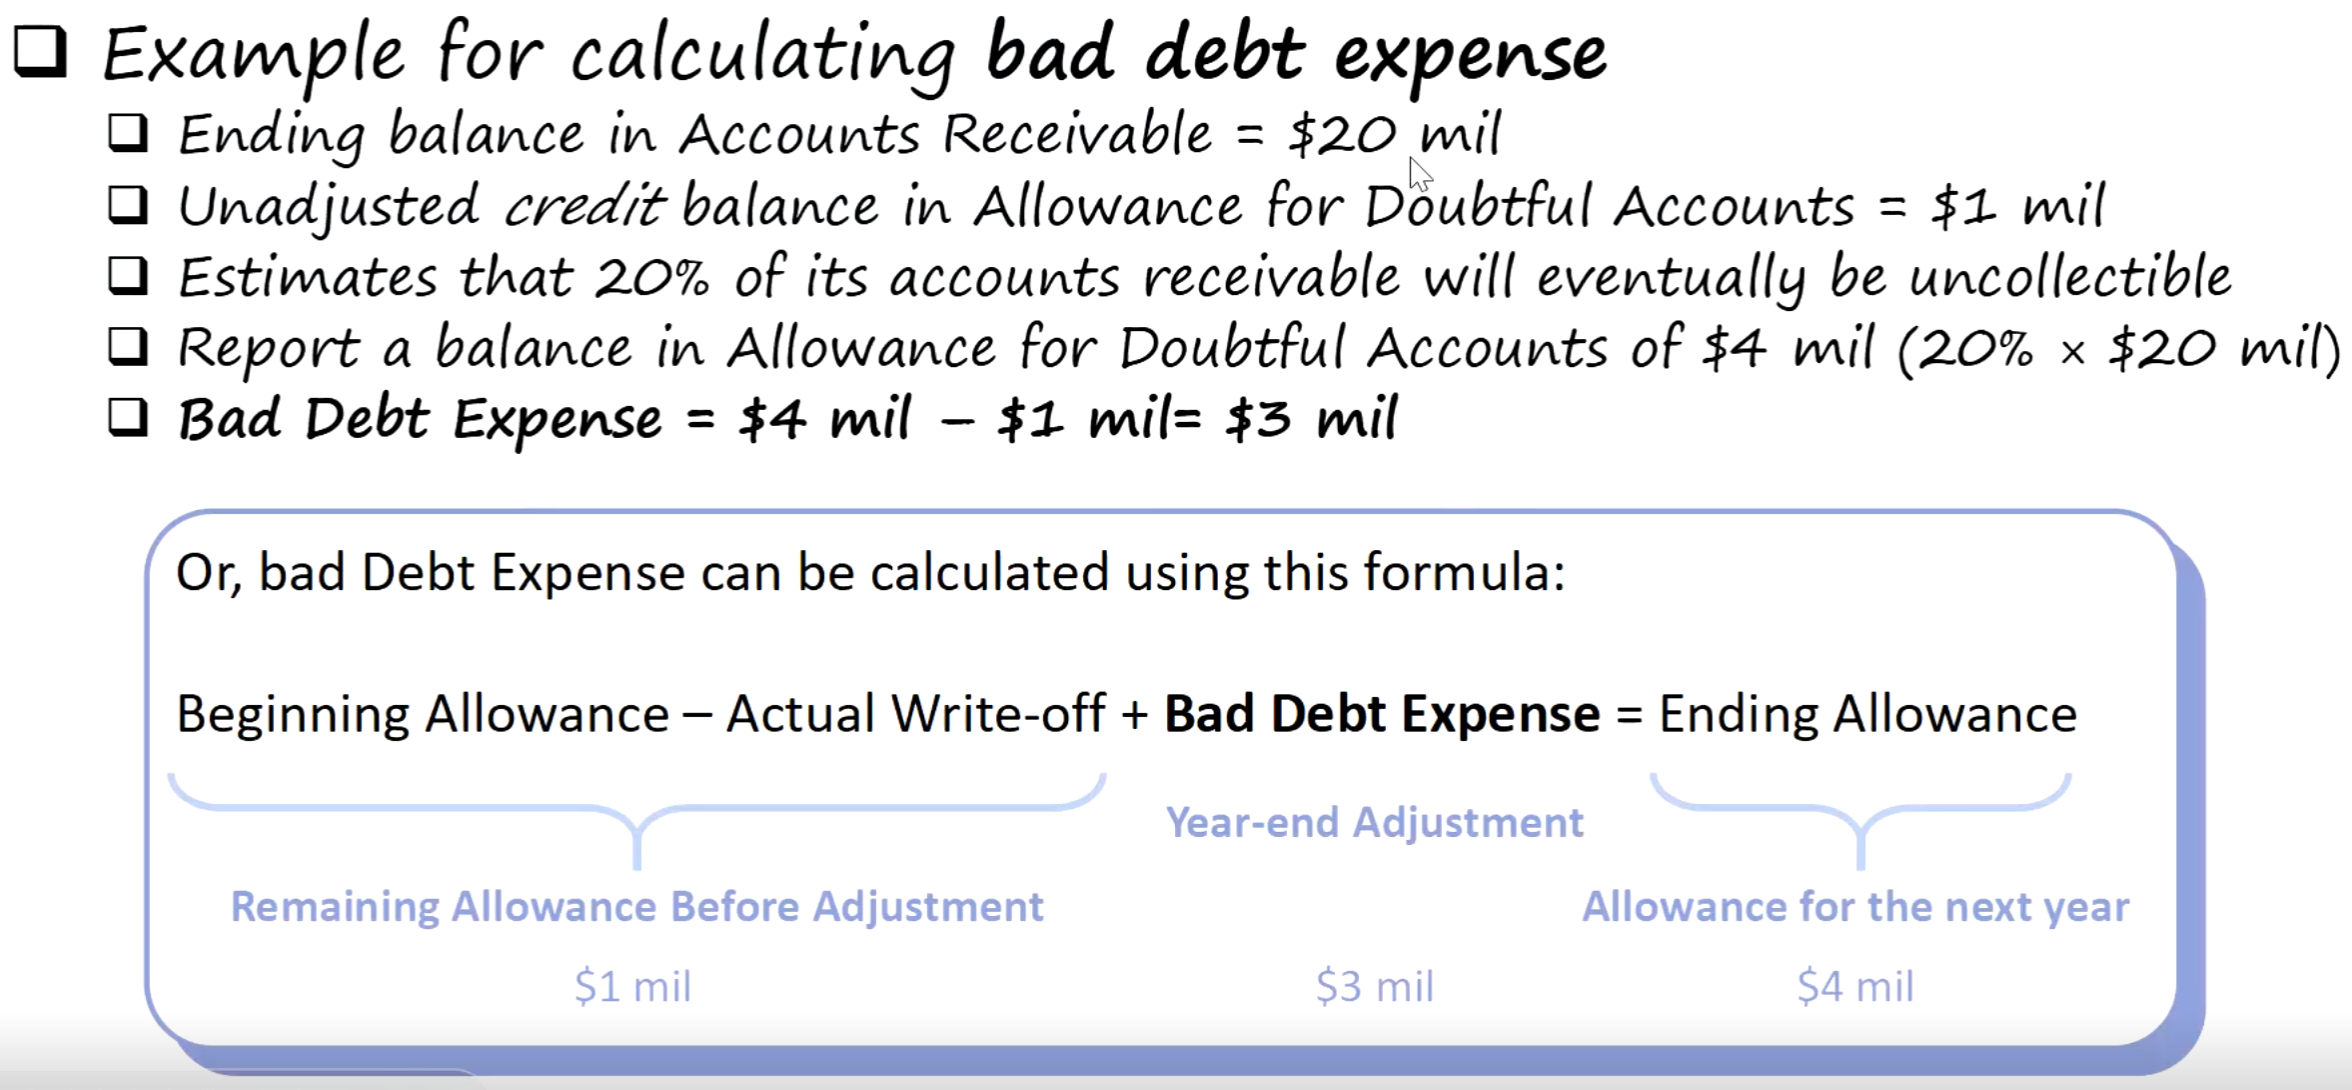 Example for calculating bad debt expense
Ending balance in Accounts Receivable = $20 mil
Unadjusted credit balance in Allowance for Doubtful Accounts = $1 mil
Estimates that 20% of its accounts receivable will eventually be uncollectible
Report a balance in Allowance for Doubtful Accounts of $4 mil (20% × $20 mil)
Bad Debt Expense = $4 mil – $1 mil= $3 mil
Or, bad Debt Expense can be calculated using this formula:
Beginning Allowance – Actual Write-off + Bad Debt Expense = Ending Allowance
Year-end Adjustment
Remaining Allowance Before Adjustment Allowance for the next year
$1 mil $3 mil $4 mil